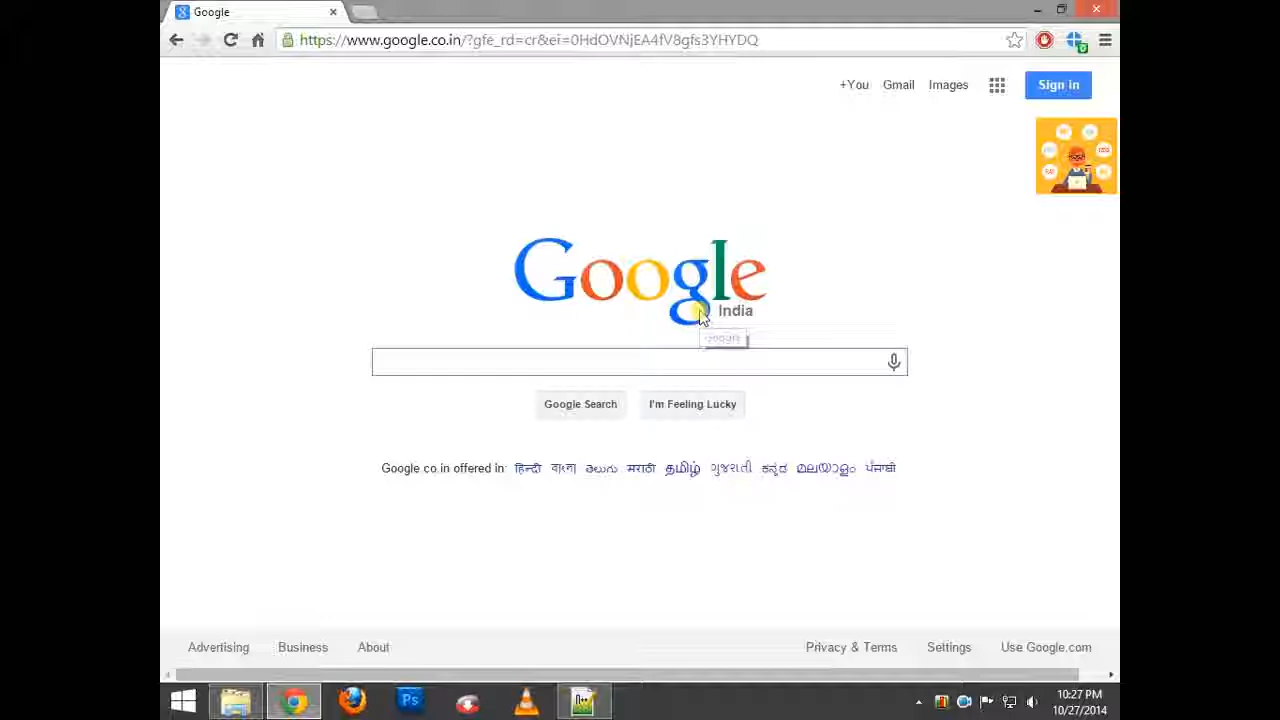 Google
https://www.google.co.in/?gfe_rd=cr&ei=0HdOVNjEA4fV8gfs3YHYDQ
+You Gmail Images Sign in
Google
India
Google Search I'm Feeling Lucky
Google co in offered in: हिन्दी বাংলা తెలుగు मराठी தமிழ் ગુજરાતી ಕನ್ನಡ മലയാളം ਪੰਜਾਬੀ
Advertising Business About Privacy & Terms Settings Use Google.com
Ps n++ 10:27 PM
10/27/2014